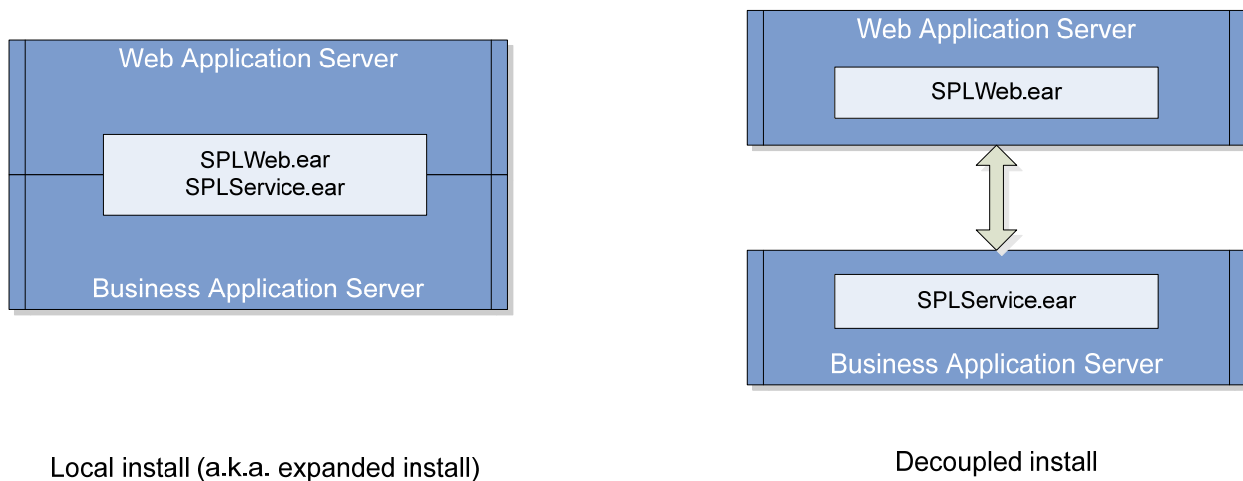 Web Application Server
SPLWeb.ear
SPLService.ear
Business Application Server
Local install (a.k.a. expanded install)
Web Application Server
SPLWeb.ear
SPLService.ear
Business Application Server
Decoupled install